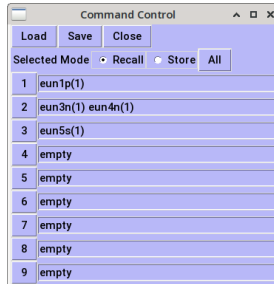 Command Control
Load Save Close
Selected Mode Recall Store All
1 eun1p(1)
2 eun3n(1) eun4n(1)
3 eun5s(1)
4 empty
5 empty
6 empty
7 empty
8 empty
9 empty